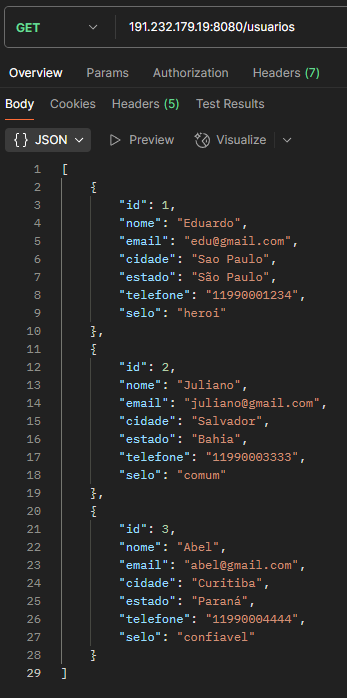 GET 191.232.179.19:8080/usuarios
Overview Params Authorization Headers (7)
Body Cookies Headers (5) Test Results
{} JSON Preview Visualize
1 [
2 {
3 "id": 1,
4 "nome": "Eduardo",
5 "email": "edu@gmail.com",
6 "cidade": "Sao Paulo",
7 "estado": "São Paulo",
8 "telefone": "11990001234",
9 "selo": "heroi"
10 },
11 {
12 "id": 2,
13 "nome": "Juliano",
14 "email": "juliano@gmail.com",
15 "cidade": "Salvador",
16 "estado": "Bahia",
17 "telefone": "11990003333",
18 "selo": "comum"
19 },
20 {
21 "id": 3,
22 "nome": "Abel",
23 "email": "abel@gmail.com",
24 "cidade": "Curitiba",
25 "estado": "Paraná",
26 "telefone": "11990004444",
27 "selo": "confiavel"
28 }
29 ]